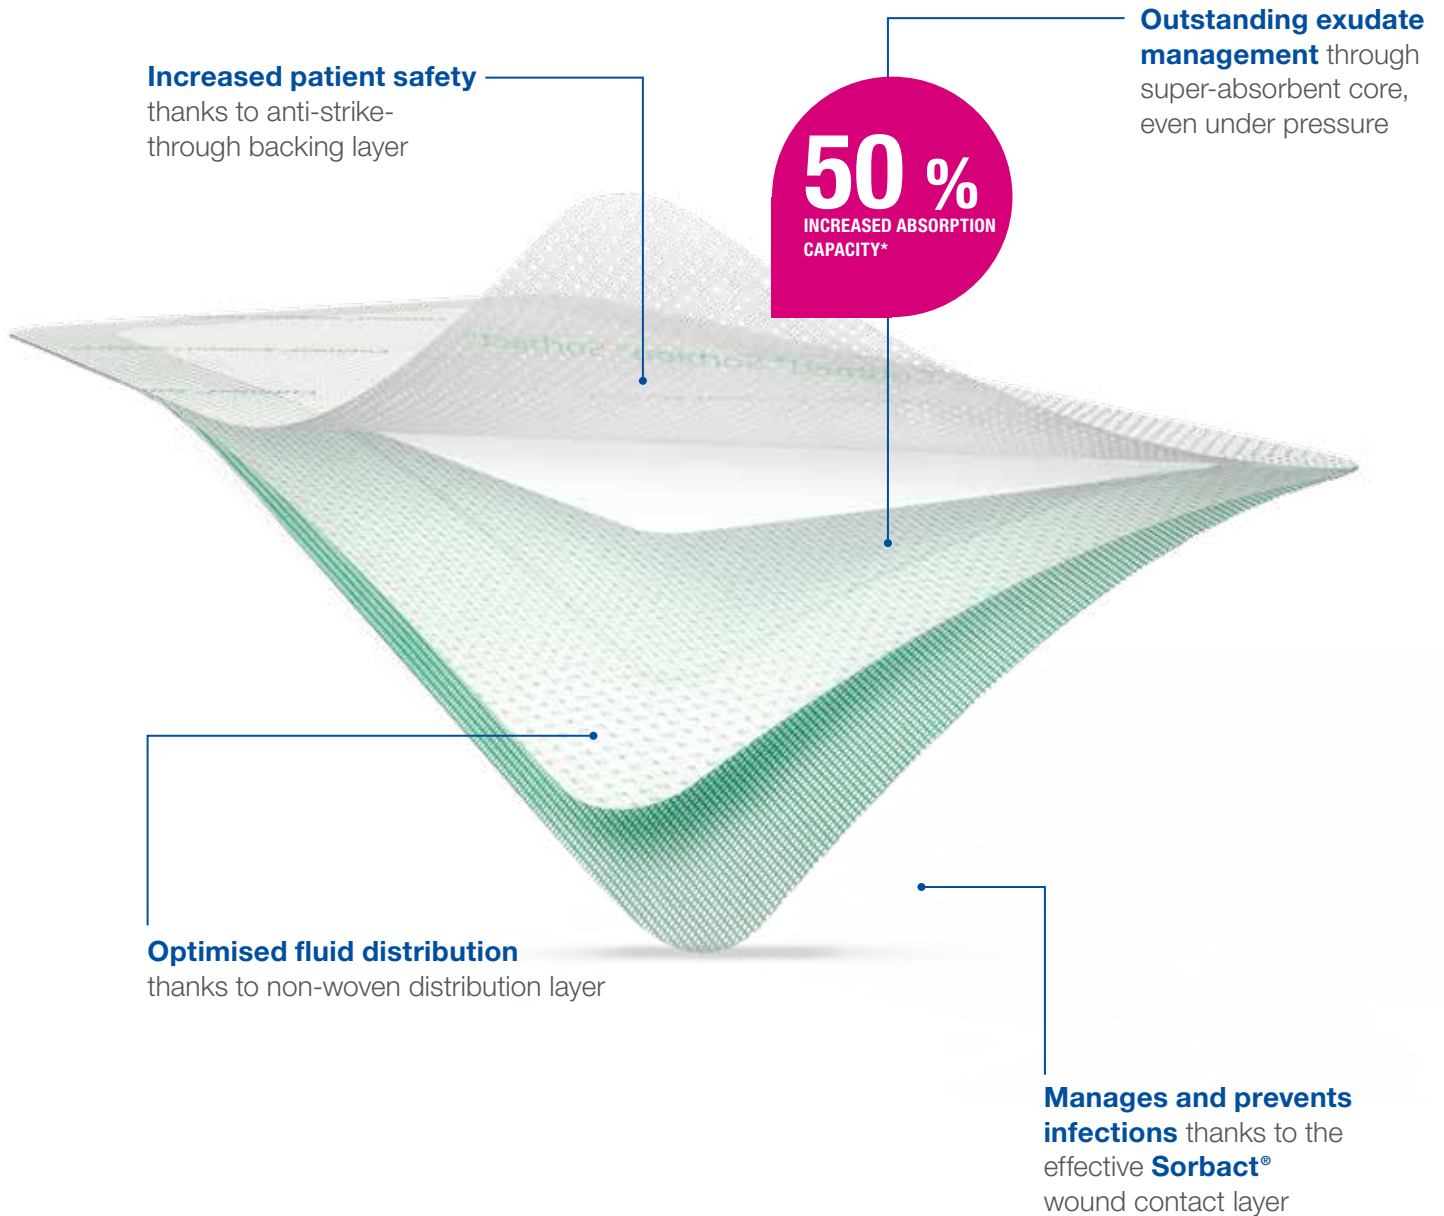 Outstanding exudate
management through
super-absorbent core,
even under pressure
Increased patient safety
thanks to anti-strike-
through backing layer
50 %
INCREASED ABSORPTION
CAPACITY*
Optimised fluid distribution
thanks to non-woven distribution layer
Manages and prevents
infections thanks to the
effective Sorbact®
wound contact layer